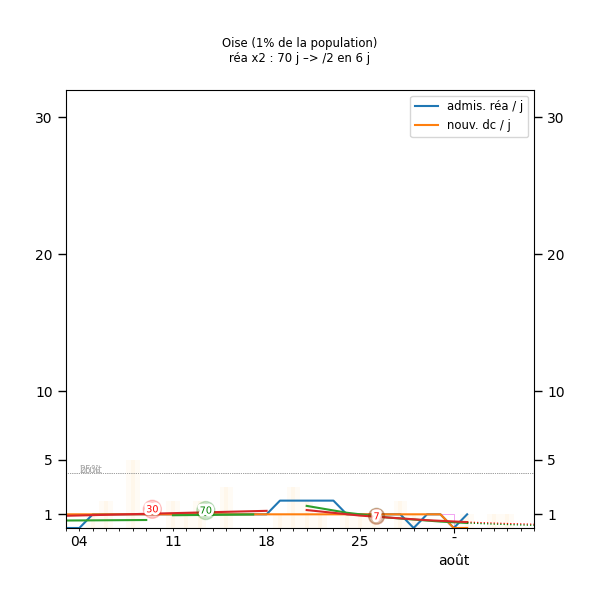 Oise (1% de la population)
réa x2 : 70 j –> /2 en 6 j
admis. réa / j
nouv. dc / j
30 30
20 20
10 10
5 5
30 70 7
1 1
04 11 18 25 -
août